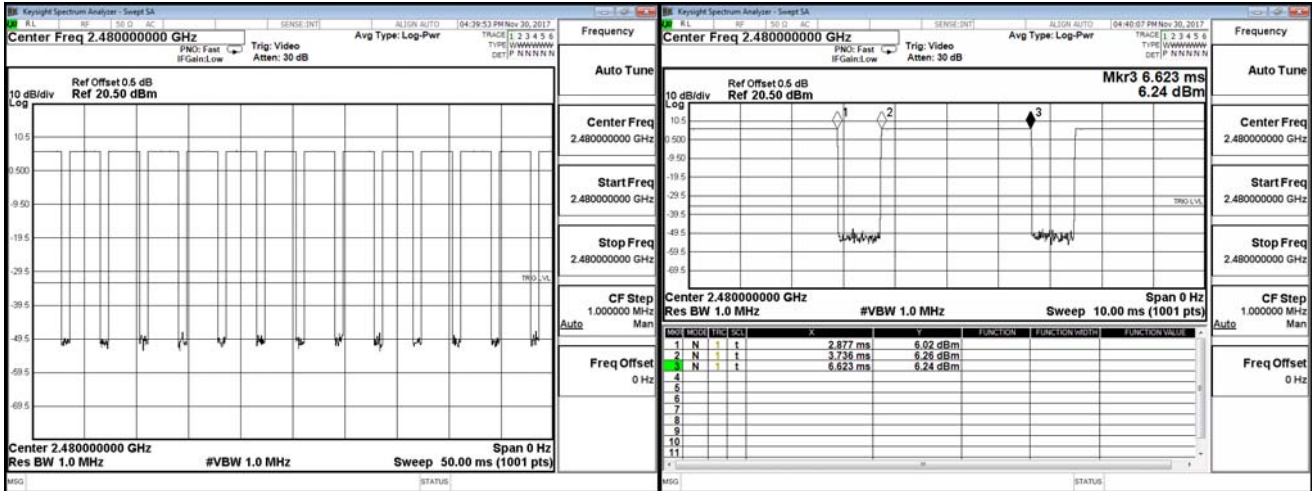 Keysight Spectrum Analyzer - Swept SA
RL RF 50 Ω AC SENSE:INT ALIGN AUTO 04:39:53 PM Nov 30, 2017
Center Freq 2.480000000 GHz
PNO: Fast
IFGain:Low
Trig: Video
Atten: 30 dB
Avg Type: Log-Pwr
TRACE 1 2 3 4 5 6
TYPE WWWWWW
DET P NNNNN
Ref Offset 0.5 dB
10 dB/div Ref 20.50 dBm
Log
10.5
0.500
-9.50
-19.5
-29.5
-39.5
-49.5
-59.5
-69.5
TRIG LVL
Center 2.480000000 GHz Span 0 Hz
Res BW 1.0 MHz #VBW 1.0 MHz Sweep 50.00 ms (1001 pts)
MSG STATUS
Frequency
Auto Tune
Center Freq
2.480000000 GHz
Start Freq
2.480000000 GHz
Stop Freq
2.480000000 GHz
CF Step
1.000000 MHz
Auto Man
Freq Offset
0 Hz
Keysight Spectrum Analyzer - Swept SA
RL RF 50 Ω AC SENSE:INT ALIGN AUTO 04:40:07 PM Nov 30, 2017
Center Freq 2.480000000 GHz
PNO: Fast
IFGain:Low
Trig: Video
Atten: 30 dB
Avg Type: Log-Pwr
TRACE 1 2 3 4 5 6
TYPE WWWWWW
DET P NNNNN
Mkr3 6.623 ms
6.24 dBm
Ref Offset 0.5 dB
10 dB/div Ref 20.50 dBm
Log
1 2 3
10.5
0.500
-9.50
-19.5
-29.5
-39.5
-49.5
-59.5
-69.5
TRIG LVL
Center 2.480000000 GHz Span 0 Hz
Res BW 1.0 MHz #VBW 1.0 MHz Sweep 10.00 ms (1001 pts)
MKR MODE TRC SCL X Y FUNCTION FUNCTION WIDTH FUNCTION VALUE
1 N 1 t 2.877 ms 6.02 dBm
2 N 1 t 3.736 ms 6.26 dBm
3 N 1 t 6.623 ms 6.24 dBm
4
5
6
7
8
9
10
11
MSG STATUS
Frequency
Auto Tune
Center Freq
2.480000000 GHz
Start Freq
2.480000000 GHz
Stop Freq
2.480000000 GHz
CF Step
1.000000 MHz
Auto Man
Freq Offset
0 Hz